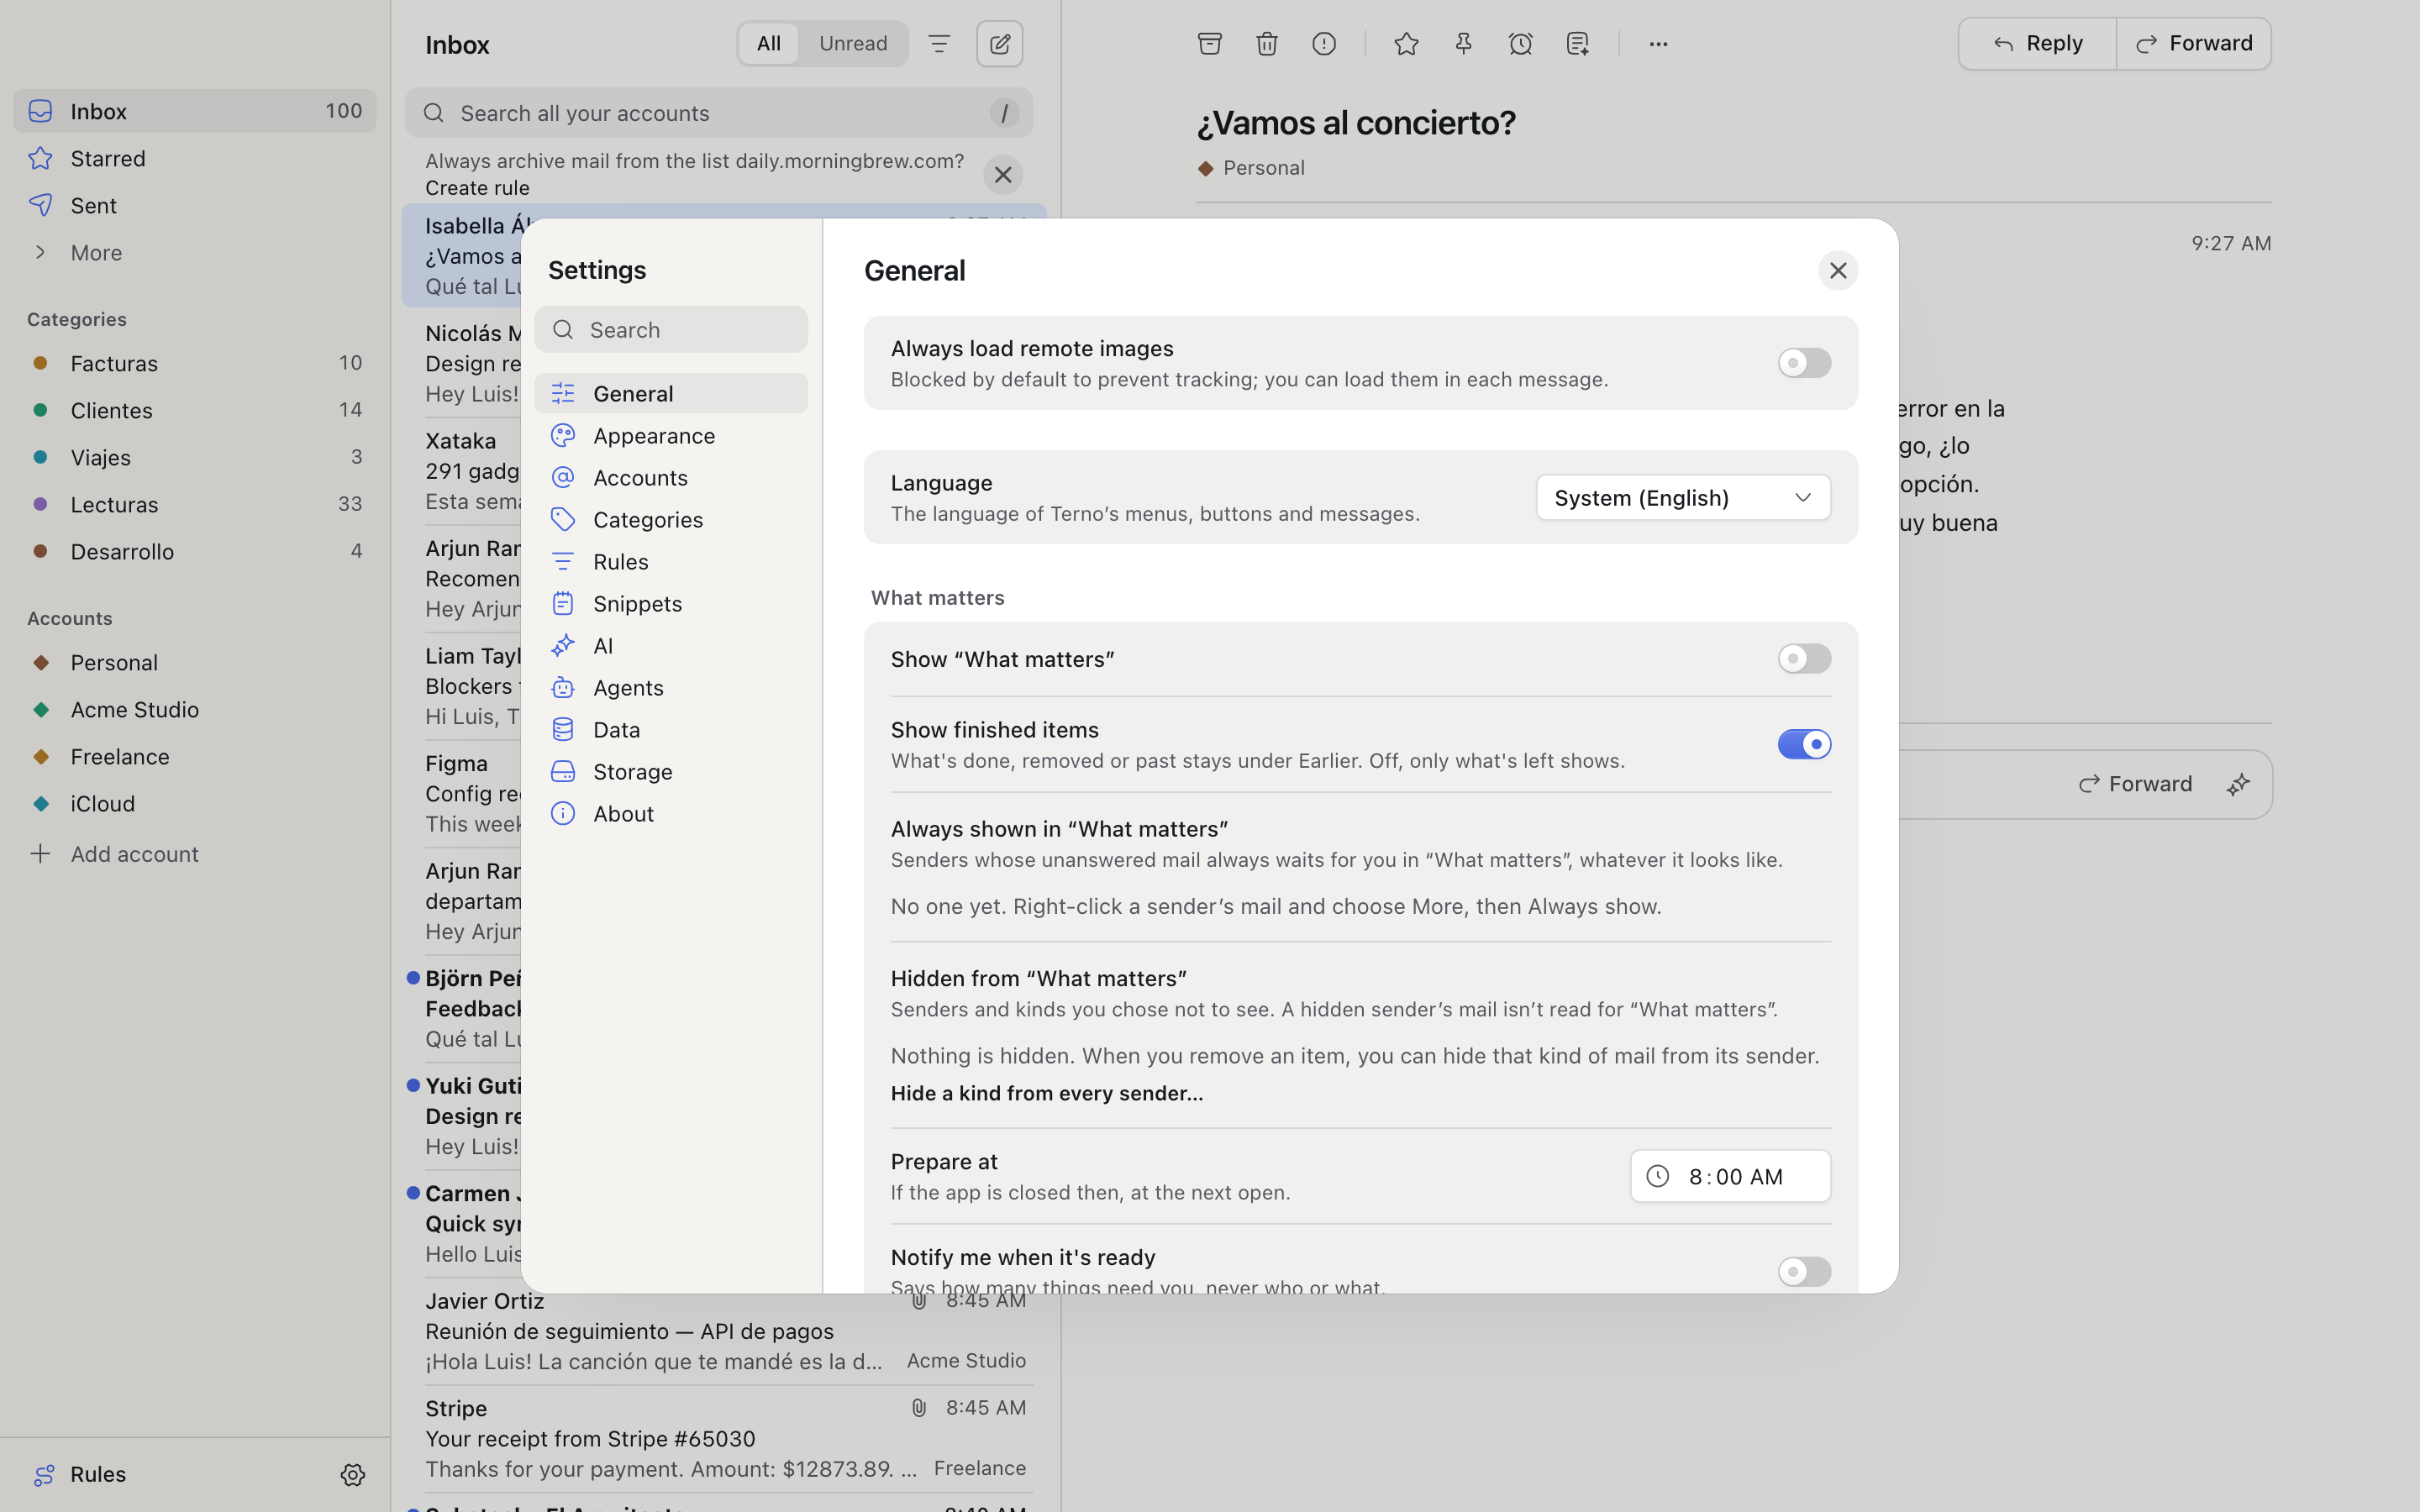 Inbox 100
Starred
Sent
More
Categories
Facturas 10
Clientes 14
Viajes 3
Lecturas 33
Desarrollo 4
Accounts
Personal
Acme Studio
Freelance
iCloud
Add account
Rules
Inbox
All Unread
Search all your accounts /
Always archive mail from the list daily.morningbrew.com?
Create rule
Isabella
¿Vamos a
Qué tal
Nicolás
Design re
Hey Luis!
Xataka
291 gadg
Esta
Arjun
Recomen
Hey Arjun
Liam
Blockers
Hi Luis,
Figma
Config
This week
Arjun
departam
Hey Arjun
Björn
Feedback
Qué tal
Yuki
Design re
Hey Luis!
Carmen
Quick
Hello Luis
Javier Ortiz 8:45 AM
Reunión de seguimiento — API de pagos
¡Hola Luis! La canción que te mandé es la d... Acme Studio
Stripe 8:45 AM
Your receipt from Stripe #65030
Thanks for your payment. Amount: $12873.89. ... Freelance
Reply Forward
¿Vamos al concierto?
Personal
9:27 AM
error en la
go, ¿lo
opción.
uy buena
Forward
Settings
Search
General
Appearance
Accounts
Categories
Rules
Snippets
AI
Agents
Data
Storage
About
General
Always load remote images
Blocked by default to prevent tracking; you can load them in each message.
Language
The language of Terno’s menus, buttons and messages.
System (English)
What matters
Show “What matters”
Show finished items
What's done, removed or past stays under Earlier. Off, only what's left shows.
Always shown in “What matters”
Senders whose unanswered mail always waits for you in “What matters”, whatever it looks like.
No one yet. Right-click a sender’s mail and choose More, then Always show.
Hidden from “What matters”
Senders and kinds you chose not to see. A hidden sender’s mail isn’t read for “What matters”.
Nothing is hidden. When you remove an item, you can hide that kind of mail from its sender.
Hide a kind from every sender...
Prepare at
If the app is closed then, at the next open.
8:00 AM
Notify me when it's ready
Says how many things need you, never who or what.